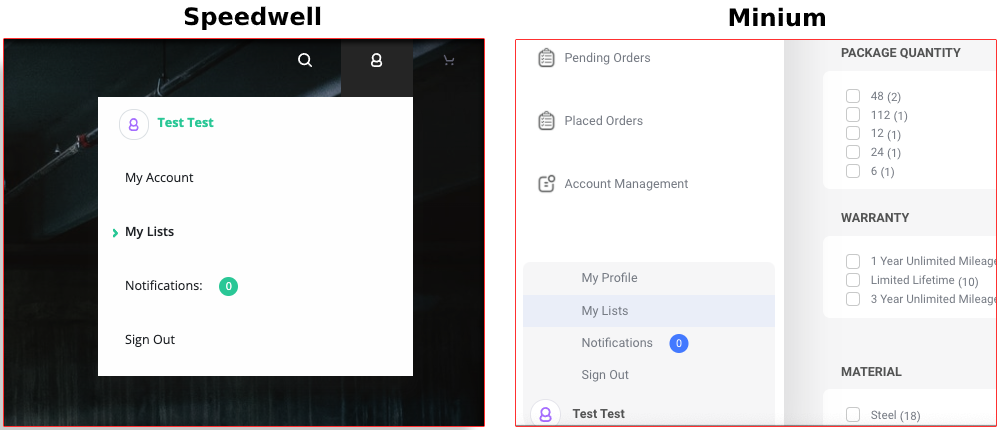 Speedwell
Test Test
My Account
My Lists
Notifications: 0
Sign Out
Minium
Pending Orders
Placed Orders
Account Management
My Profile
My Lists
Notifications 0
Sign Out
Test Test
PACKAGE QUANTITY
48 (2)
112 (1)
12 (1)
24 (1)
6 (1)
WARRANTY
1 Year Unlimited Mileage
Limited Lifetime (10)
3 Year Unlimited Mileage
MATERIAL
Steel (18)